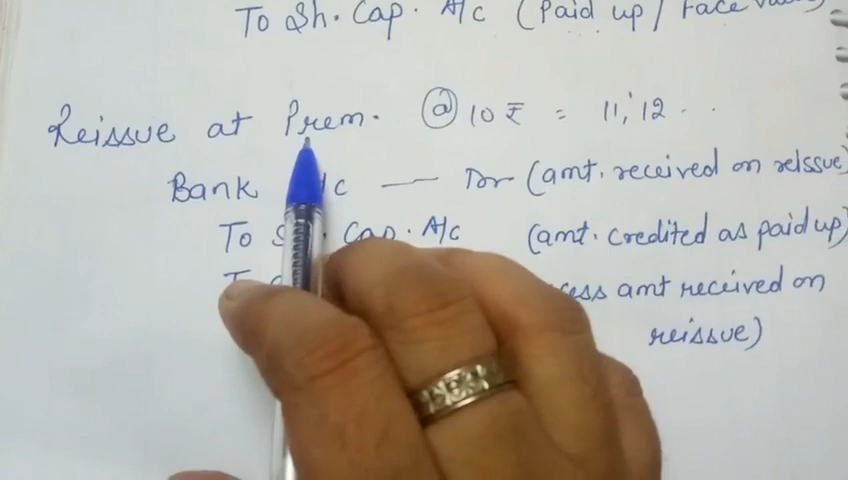 To Sh. Cap. A/c (Paid up / Face
Reissue at Prem. @ 10 ₹ = 11, 12 ..
Bank A/c — Dr (amt. received on reissue)
To Cap. A/c (amt. credited as paid up)
To amt received on
reissue)